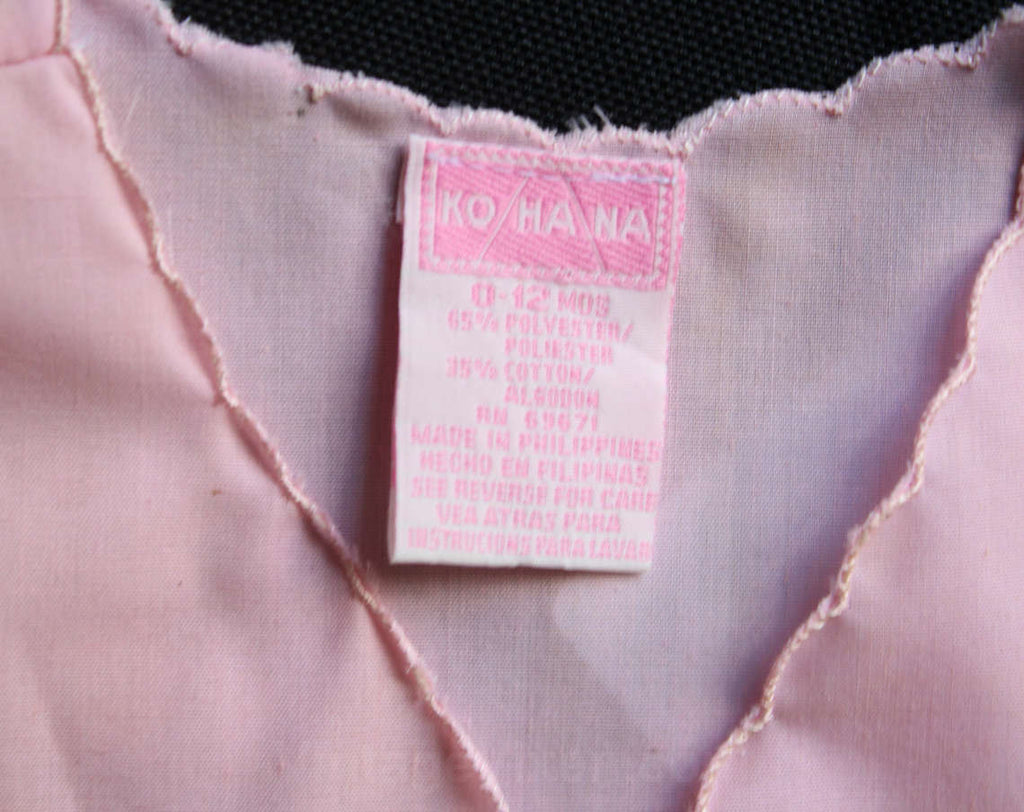 KO/HA\NA
0-12 MOS
65% POLYESTER/
POLIESTER
35% COTTON/
ALGODON
RN 69671
MADE IN PHILIPPINES
HECHO EN FILIPINAS
SEE REVERSE FOR CARE
VEA ATRAS PARA
INSTRUCIONS PARA LAVAR